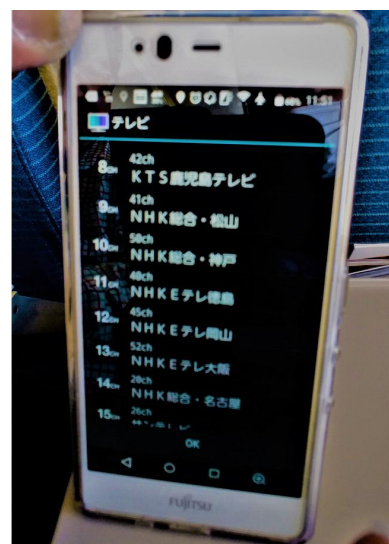 11:51
テレビ
42ch
8CH
KTS鹿児島テレビ
41ch
9CH
NHK総合・松山
50ch
10CH
NHK総合・神戸
40ch
11CH
NHKEテレ徳島
45ch
12CH
NHKEテレ岡山
52ch
13CH
NHKEテレ大阪
20ch
14CH
NHK総合・名古屋
26ch
15CH
OK
FUJITSU